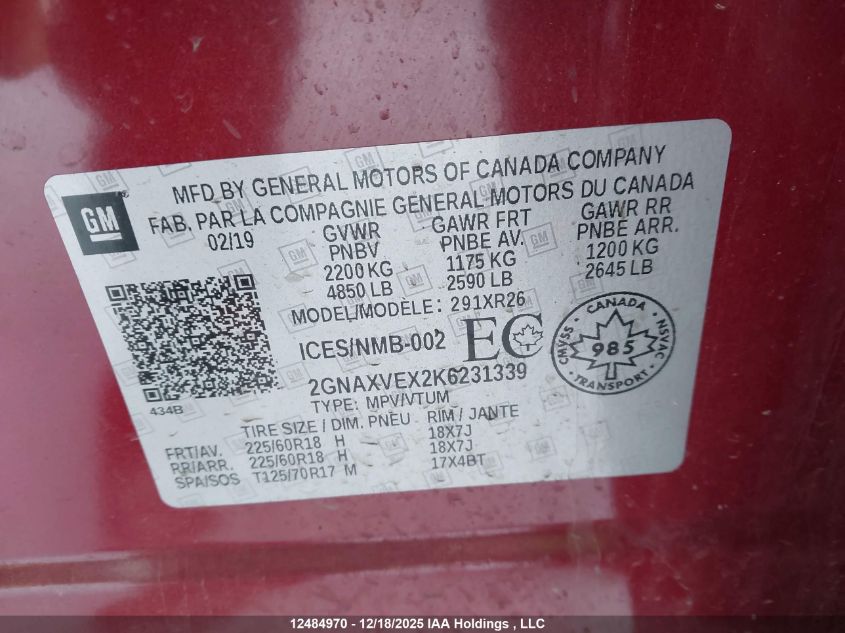 GM
MFD BY GENERAL MOTORS OF CANADA COMPANY
FAB. PAR LA COMPAGNIE GENERAL MOTORS DU CANADA
02/19 GVWR GAWR FRT GAWR RR
PNBV PNBE AV. PNBE ARR.
2200 KG 1175 KG 1200 KG
4850 LB 2590 LB 2645 LB
MODEL/MODÈLE: 291XR26
ICES/NMB-002 EC
CANADA
CMVSS 985 NSVAC
TRANSPORT
2GNAXVEX2K6231339
434B TYPE: MPV/VTUM
TIRE SIZE / DIM. PNEU RIM / JANTE
FRT/AV. 225/60R18 H 18X7J
RR/ARR. 225/60R18 H 18X7J
SPA/SOS T125/70R17 M 17X4BT
12484970 - 12/18/2025 IAA Holdings , LLC